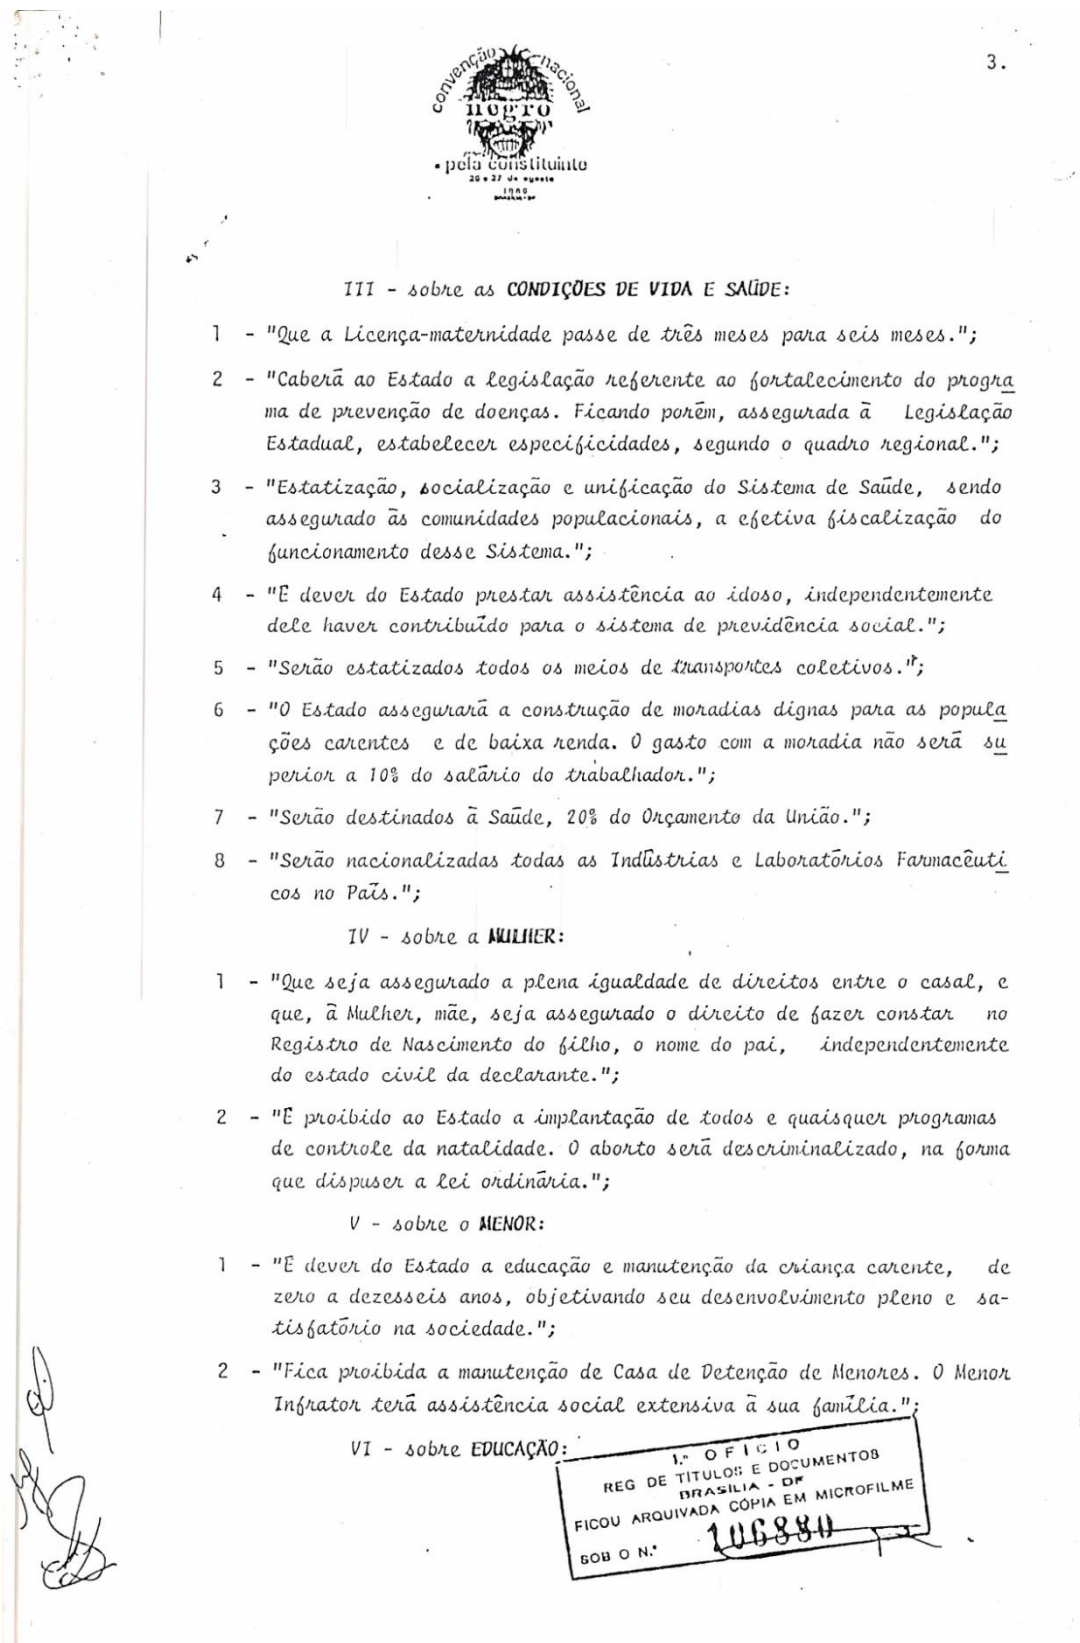 3.
convenção nacional
negro
pela constituinte
26 e 27 de agosto
BRASÍLIA-DF
III - sobre as CONDIÇÕES DE VIDA E SAÚDE:
1 - "Que a Licença-maternidade passe de três meses para seis meses.";
2 - "Caberá ao Estado a legislação referente ao fortalecimento do progra
ma de prevenção de doenças. Ficando porém, assegurada à Legislação
Estadual, estabelecer especificidades, segundo o quadro regional.";
3 - "Estatização, socialização e unificação do Sistema de Saúde, sendo
assegurado às comunidades populacionais, a efetiva fiscalização do
funcionamento desse Sistema.";
4 - "É dever do Estado prestar assistência ao idoso, independentemente
dele haver contribuído para o sistema de previdência social.";
5 - "Serão estatizados todos os meios de transportes coletivos.";
6 - "O Estado assegurará a construção de moradias dignas para as popula
ções carentes e de baixa renda. O gasto com a moradia não será su
perior a 10% do salário do trabalhador.";
7 - "Serão destinados à Saúde, 20% do Orçamento da União.";
8 - "Serão nacionalizadas todas as Indústrias e Laboratórios Farmacêuti
cos no País.";
IV - sobre a MULHER:
1 - "Que seja assegurado a plena igualdade de direitos entre o casal, e
que, à Mulher, mãe, seja assegurado o direito de fazer constar no
Registro de Nascimento do filho, o nome do pai, independentemente
do estado civil da declarante.";
2 - "É proibido ao Estado a implantação de todos e quaisquer programas
de controle da natalidade. O aborto será descriminalizado, na forma
que dispuser a lei ordinária.";
V - sobre o MENOR:
1 - "É dever do Estado a educação e manutenção da criança carente, de
zero a dezesseis anos, objetivando seu desenvolvimento pleno e sa-
tisfatório na sociedade.";
2 - "Fica proibida a manutenção de Casa de Detenção de Menores. O Menor
Infrator terá assistência social extensiva à sua família.";
VI - sobre EDUCAÇÃO:
1.º OFICIO
REG DE TITULOS E DOCUMENTOS
BRASILIA - DF
FICOU ARQUIVADA CÓPIA EM MICROFILME
SOB O N.º 106880